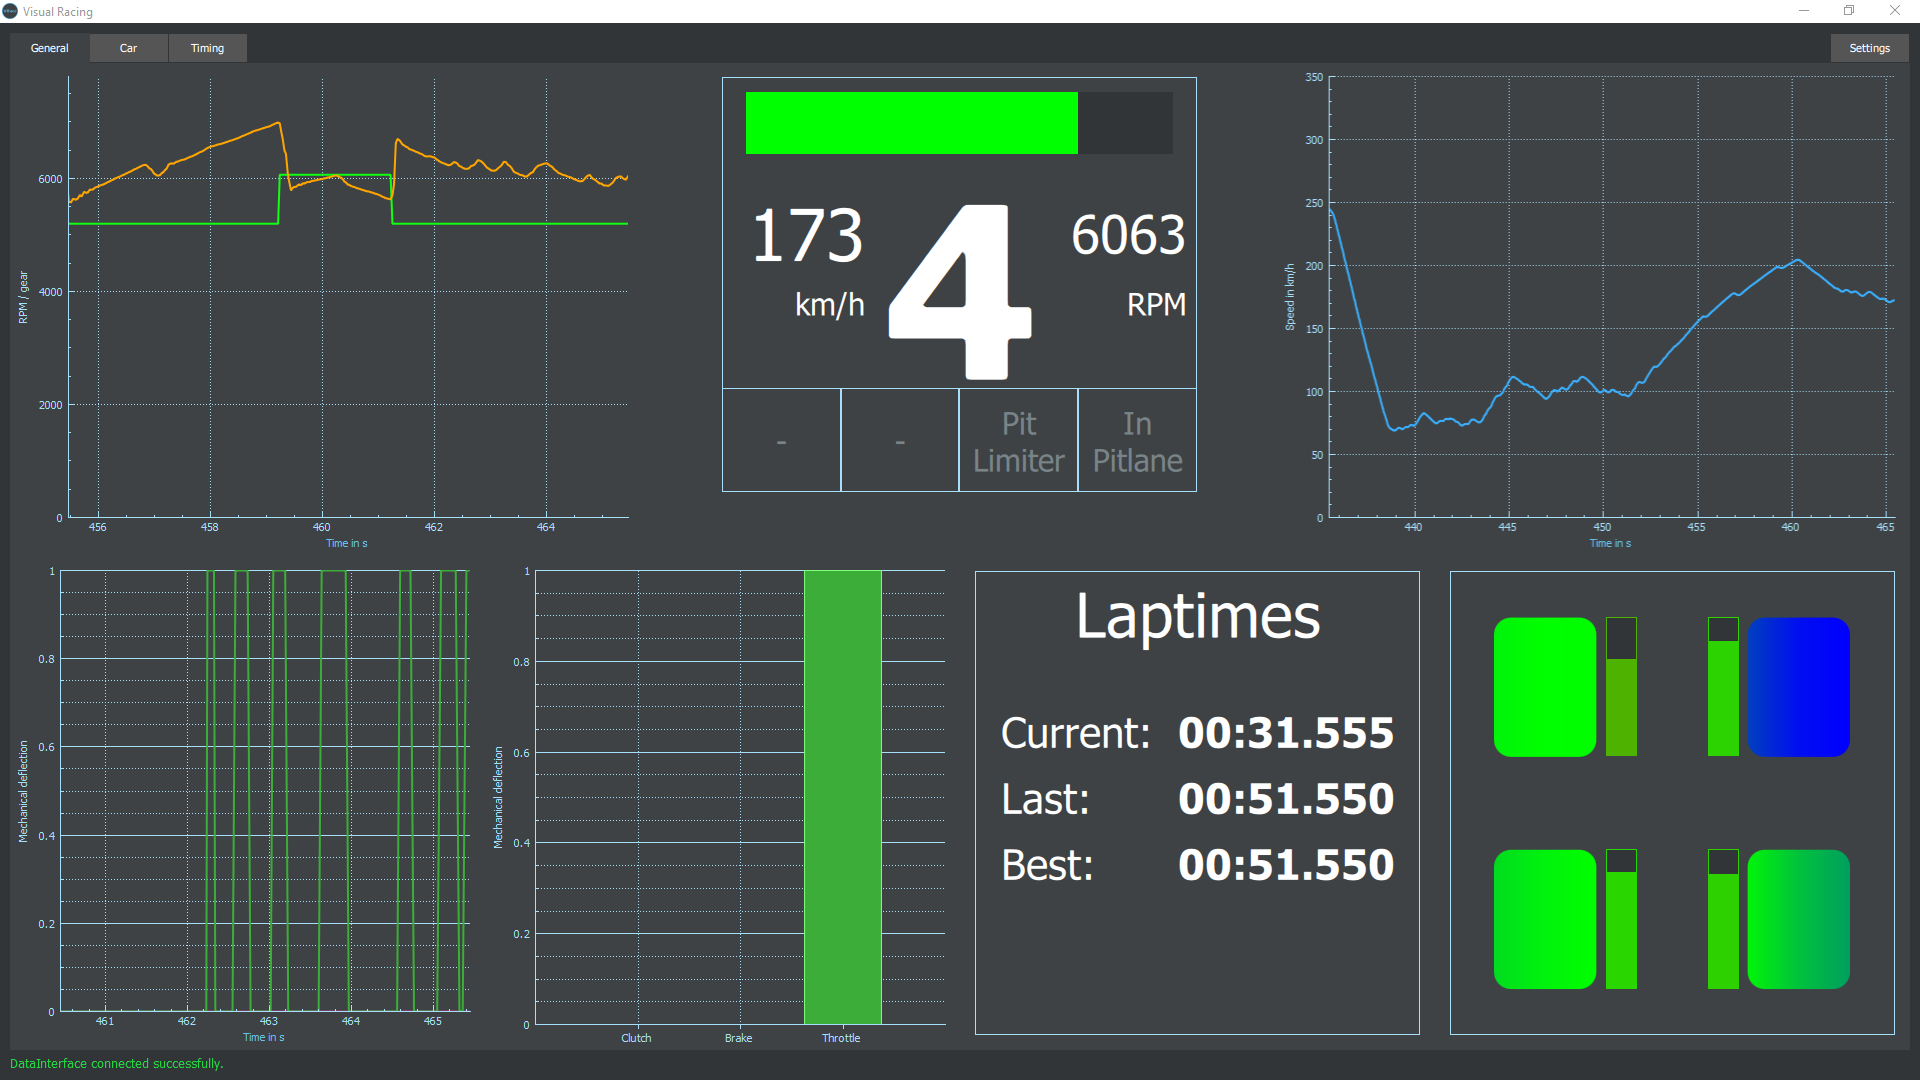 Visual Racing
General
Car
Timing
Settings
6000
4000
2000
0
RPM / gear
456
458
460
462
464
Time in s
173
km/h
4
6063
RPM
-
-
Pit
Limiter
In
Pitlane
350
300
250
200
150
100
50
0
Speed in km/h
440
445
450
455
460
465
Time in s
1
0.8
0.6
0.4
0.2
0
Mechanical deflection
461
462
463
464
465
Time in s
1
0.8
0.6
0.4
0.2
0
Mechanical deflection
Clutch
Brake
Throttle
Laptimes
Current: 00:31.555
Last: 00:51.550
Best: 00:51.550
DataInterface connected successfully.